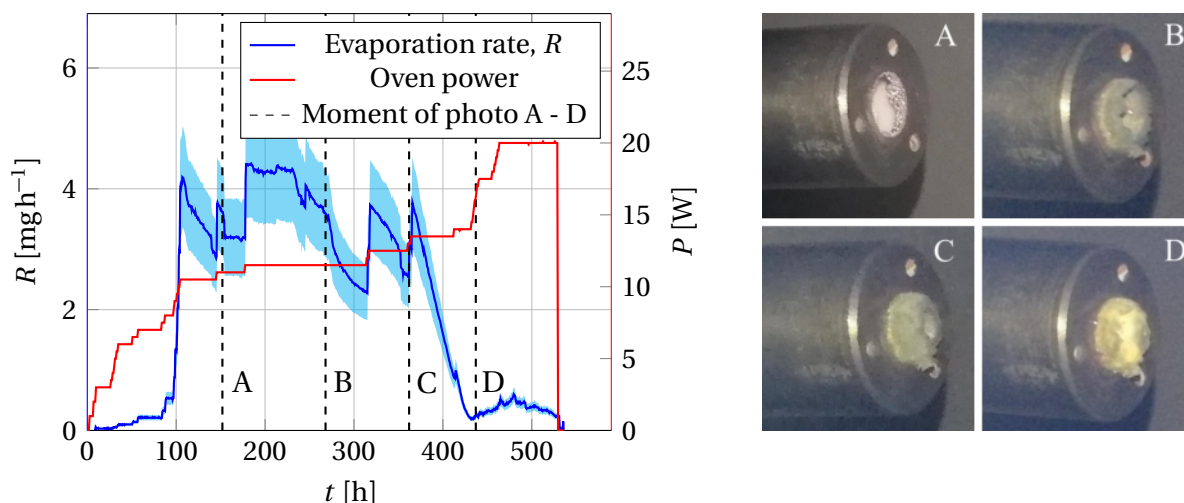 Evaporation rate, R
Oven power
Moment of photo A - D
R [mgh⁻¹]
6
4
2
0
A
B
C
D
0
100
200
300
400
500
t [h]
25
20
15
10
5
0
P [W]
A
B
C
D